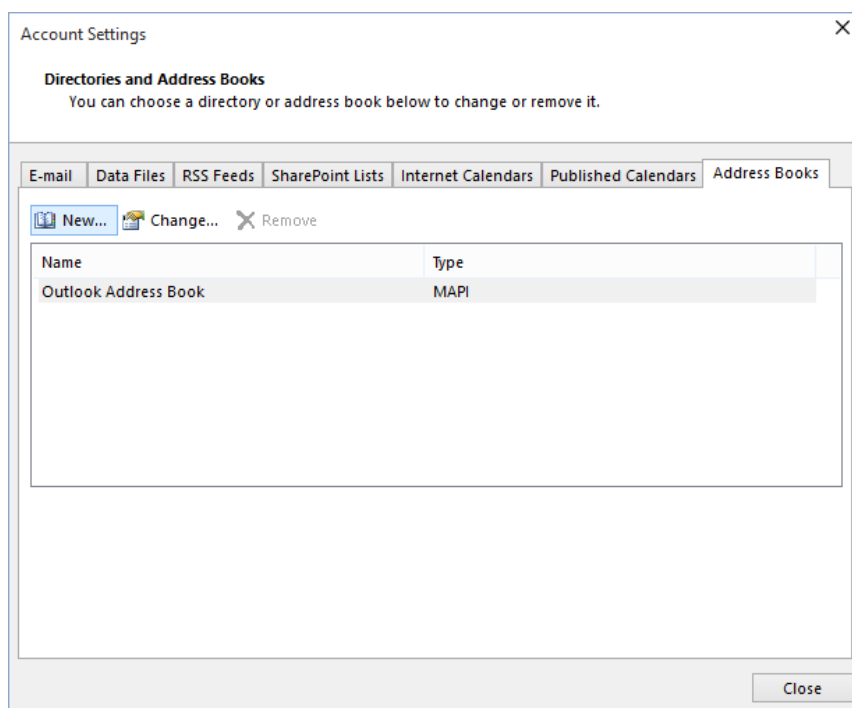 Account Settings
Directories and Address Books
You can choose a directory or address book below to change or remove it.
E-mail Data Files RSS Feeds SharePoint Lists Internet Calendars Published Calendars Address Books
New... Change... Remove
Name Type
Outlook Address Book MAPI
Close